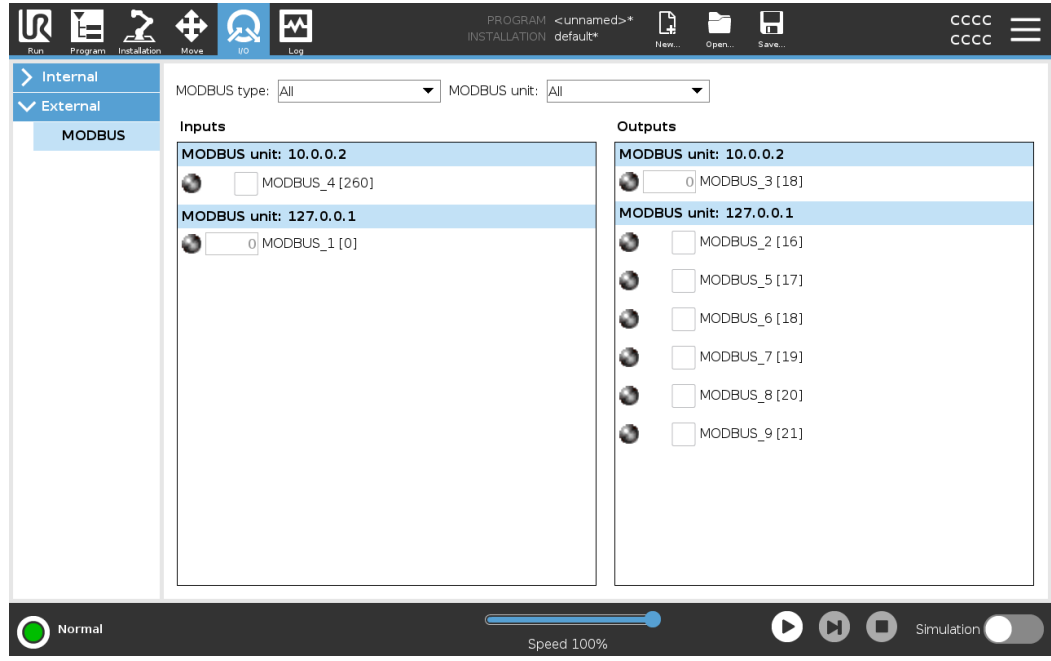 PROGRAM <unnamed>*
INSTALLATION default*
CCCC
CCCC
UR
Run
Program
Installation
Move
I/O
Log
New...
Open...
Save...
Internal
External
MODBUS
MODBUS type: All
MODBUS unit: All
Inputs
MODBUS unit: 10.0.0.2
MODBUS_4 [260]
MODBUS unit: 127.0.0.1
0 MODBUS_1 [0]
Outputs
MODBUS unit: 10.0.0.2
0 MODBUS_3 [18]
MODBUS unit: 127.0.0.1
MODBUS_2 [16]
MODBUS_5 [17]
MODBUS_6 [18]
MODBUS_7 [19]
MODBUS_8 [20]
MODBUS_9 [21]
Normal
Speed 100%
Simulation